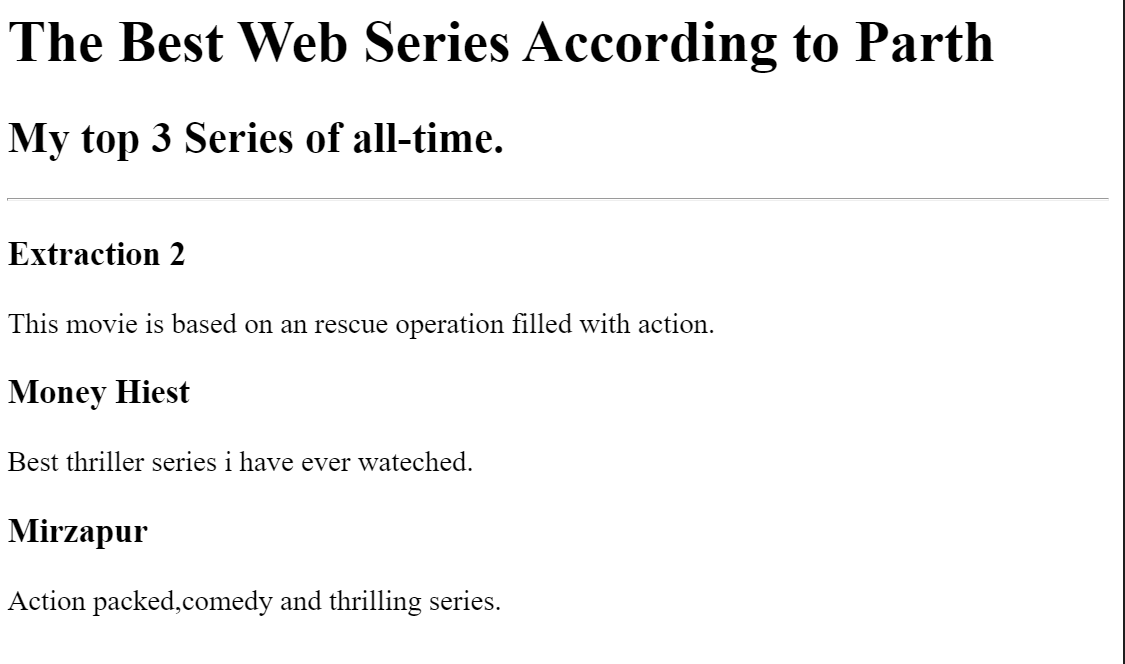 The Best Web Series According to Parth
My top 3 Series of all-time.
Extraction 2
This movie is based on an rescue operation filled with action.
Money Hiest
Best thriller series i have ever wateched.
Mirzapur
Action packed,comedy and thrilling series.